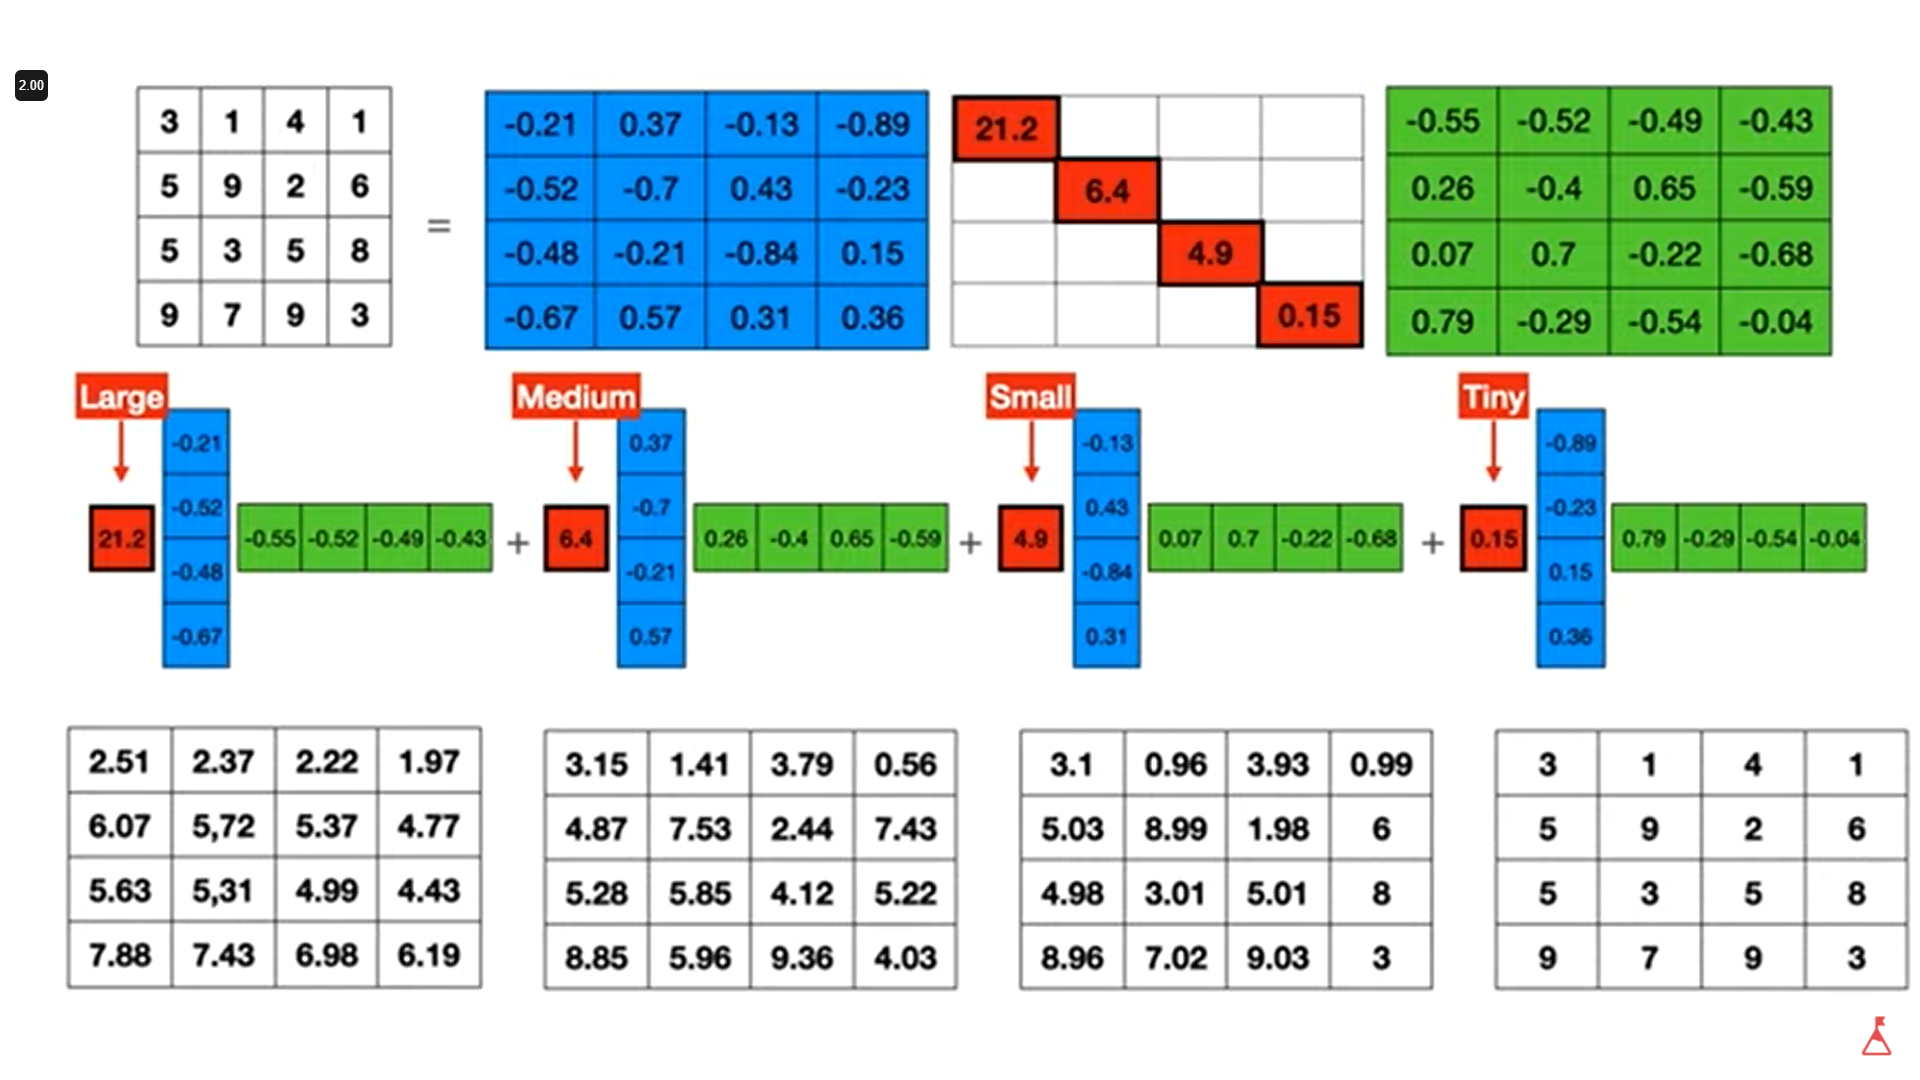 2.00
3 1 4 1 -0.21 0.37 -0.13 -0.89 21.2 -0.55 -0.52 -0.49 -0.43
5 9 2 6 -0.52 -0.7 0.43 -0.23 6.4 0.26 -0.4 0.65 -0.59
=
5 3 5 8 -0.48 -0.21 -0.84 0.15 4.9 0.07 0.7 -0.22 -0.68
9 7 9 3 -0.67 0.57 0.31 0.36 0.15 0.79 -0.29 -0.54 -0.04
Large Medium Small Tiny
-0.21 0.37 -0.13 -0.89
-0.52 -0.7 0.43 -0.23
21.2 -0.55 -0.52 -0.49 -0.43 + 6.4 0.26 -0.4 0.65 -0.59 + 4.9 0.07 0.7 -0.22 -0.68 + 0.15 0.79 -0.29 -0.54 -0.04
-0.48 -0.21 -0.84 0.15
-0.67 0.57 0.31 0.36
2.51 2.37 2.22 1.97 3.15 1.41 3.79 0.56 3.1 0.96 3.93 0.99 3 1 4 1
6.07 5,72 5.37 4.77 4.87 7.53 2.44 7.43 5.03 8.99 1.98 6 5 9 2 6
5.63 5,31 4.99 4.43 5.28 5.85 4.12 5.22 4.98 3.01 5.01 8 5 3 5 8
7.88 7.43 6.98 6.19 8.85 5.96 9.36 4.03 8.96 7.02 9.03 3 9 7 9 3